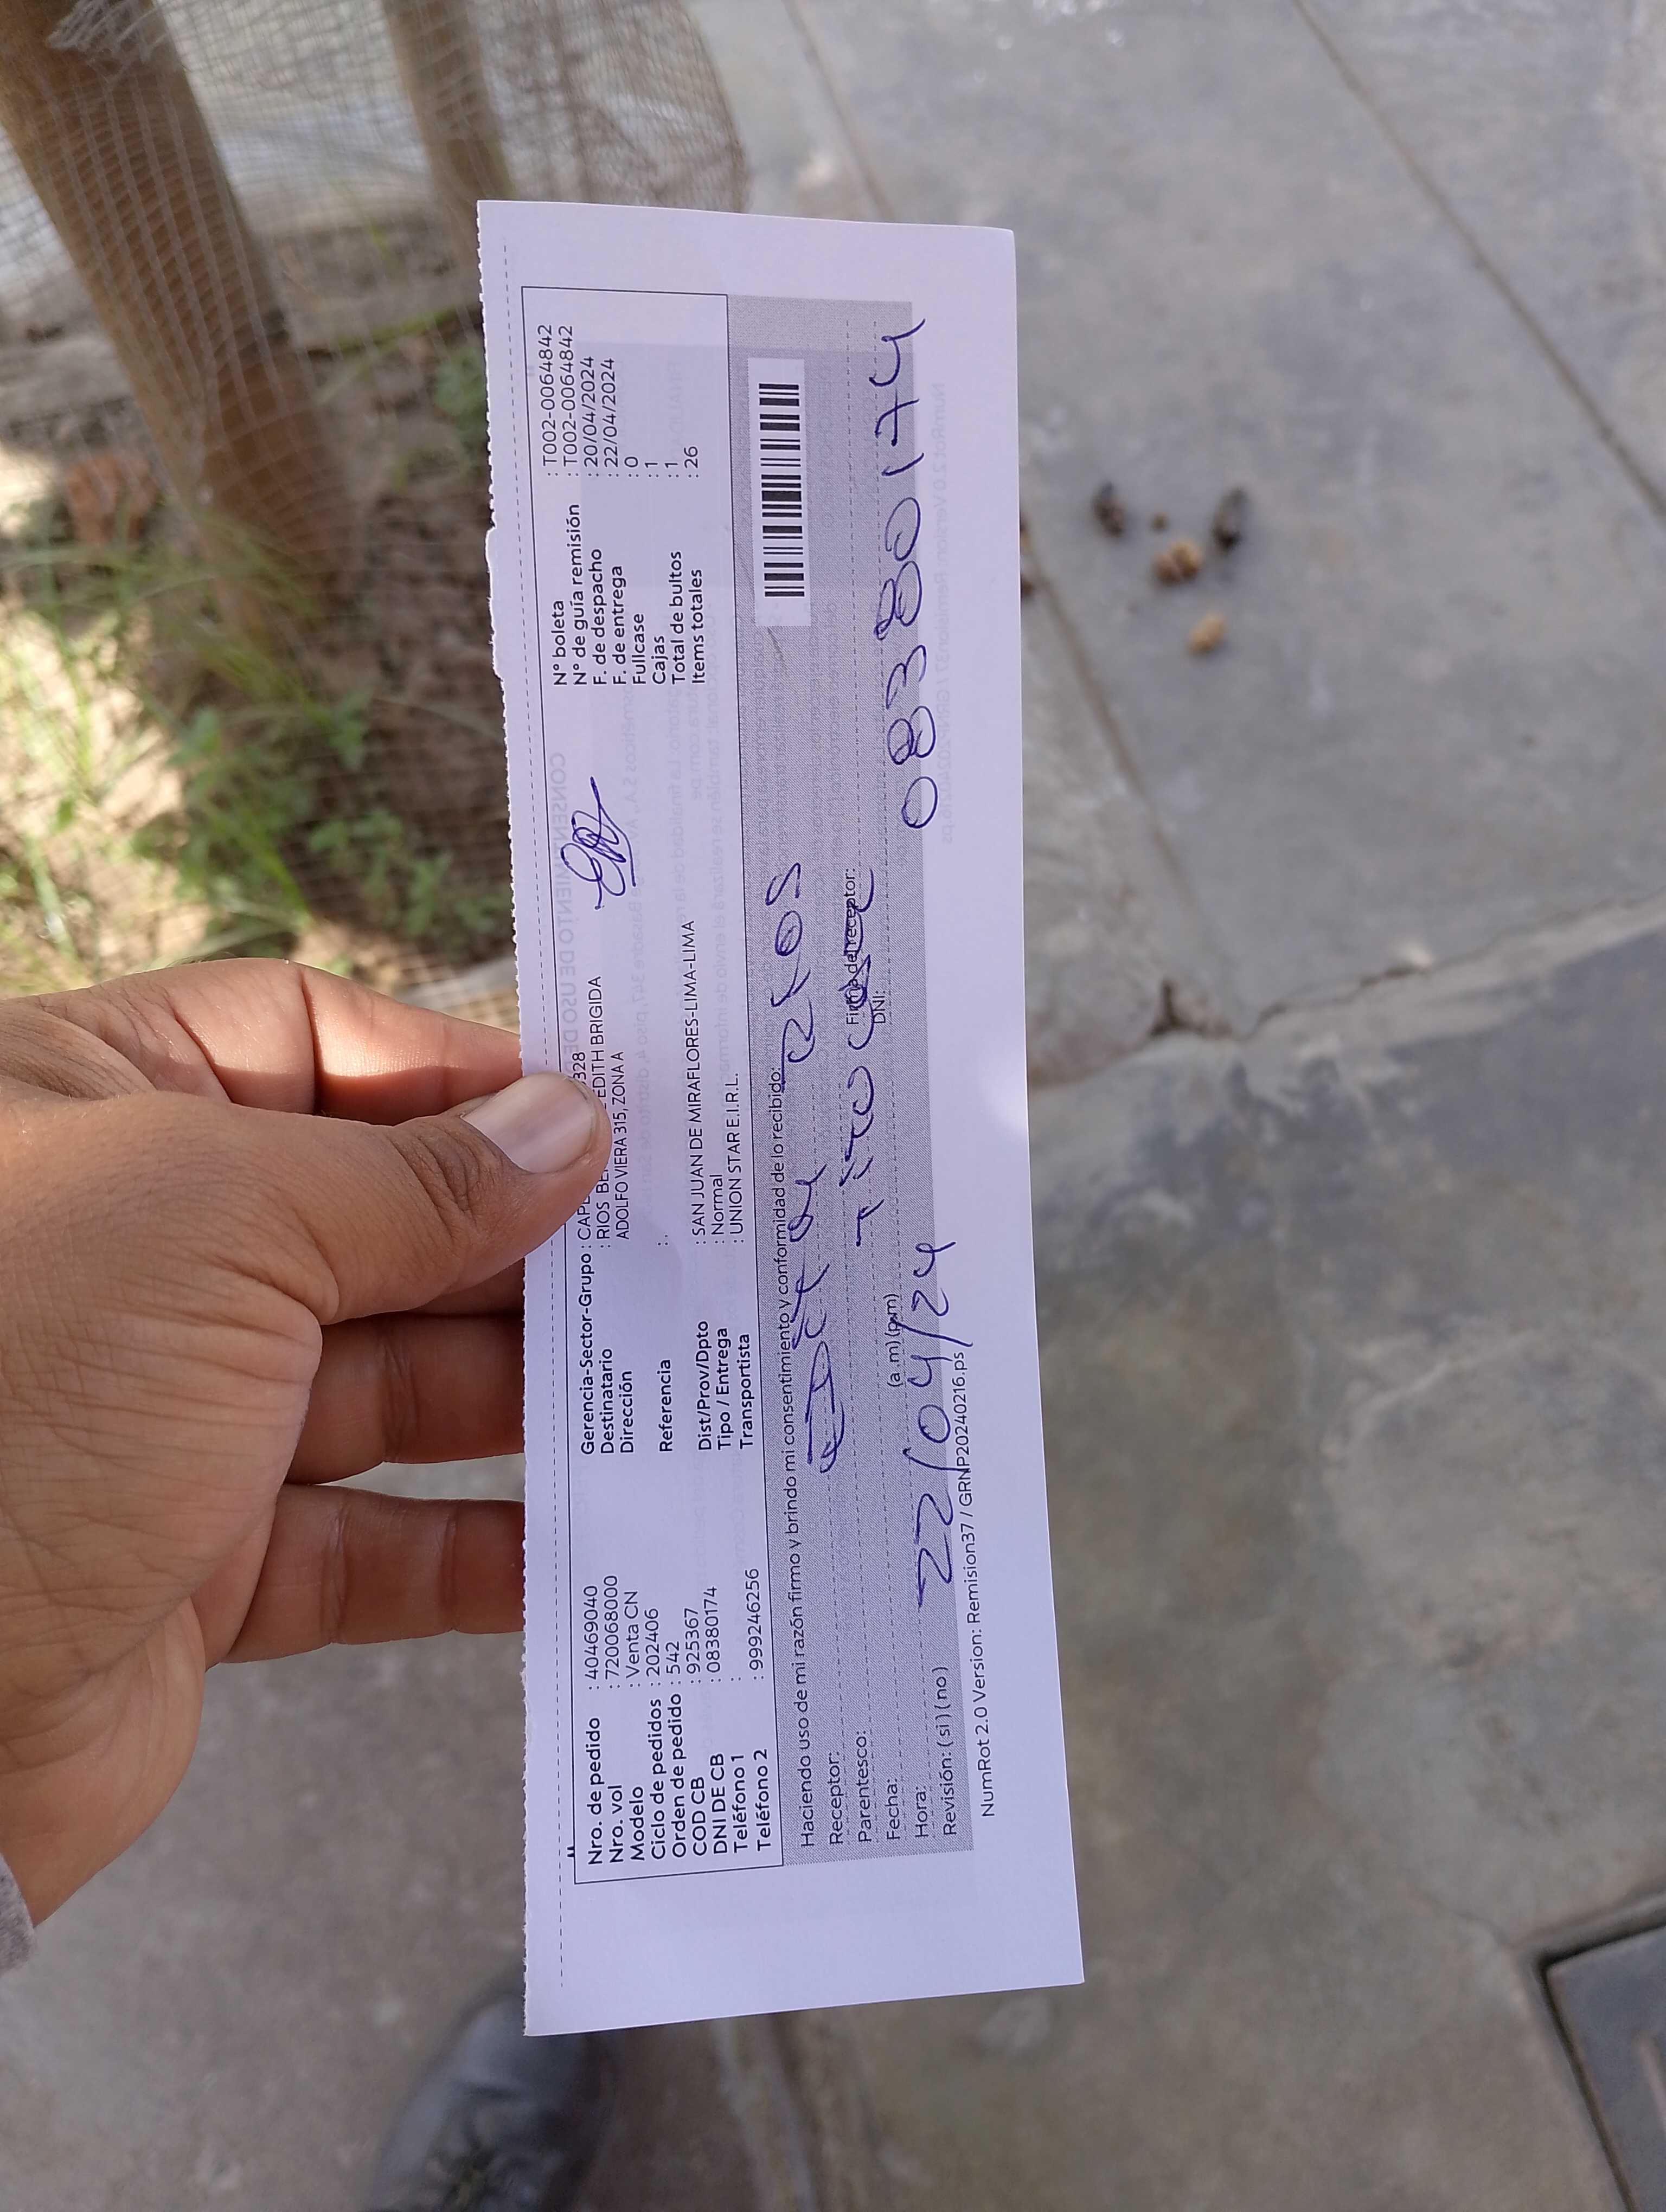 Nro. de pedido : 40469040
Nro. vol : 720068000
Modelo : Venta CN
Ciclo de pedidos : 202406
Orden de pedido : 542
COD CB : 925367
DNI DE CB : 08380174
Teléfono 1 :
Teléfono 2 : 999246256
Gerencia-Sector-Grupo : 328
Destinatario : RIOS EDITH BRIGIDA
Dirección ADOLFO VIERA 315, ZONA A
Referencia : .
Dist/Prov/Dpto : SAN JUAN DE MIRAFLORES-LIMA-LIMA
Tipo / Entrega : Normal
Transportista : UNION STAR E.I.R.L.
N° boleta : T002-0064842
N° de guía remisión : T002-0064842
F. de despacho : 20/04/2024
F. de entrega : 22/04/2024
Fullcase : 0
Cajas : 1
Total de bultos : 1
Items totales : 26
Haciendo uso de mi razón firmo y brindo mi consentimiento y conformidad de lo recibido:
Receptor: RIOS
Parentesco: Firma del receptor:
Fecha: DNI: 08380174
Hora: 22/04/24 (a.m) (p.m)
Revisión: ( si ) ( no )
NumRot 2.0 Version: Remision37 / GRNP20240216.ps